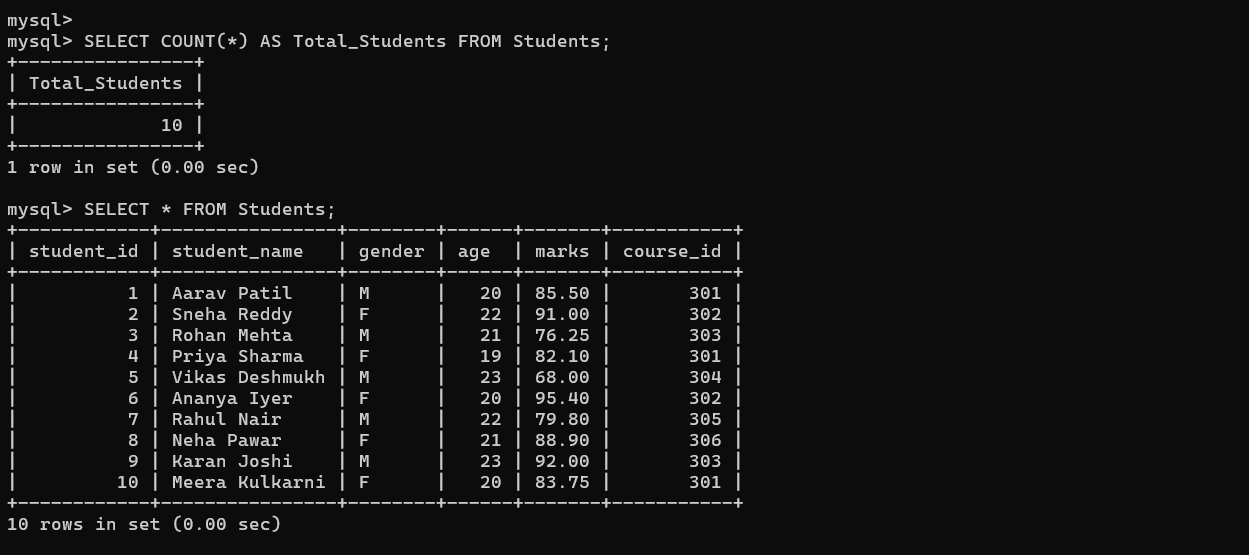 mysql>
mysql> SELECT COUNT(*) AS Total_Students FROM Students;
+----------------+
| Total_Students |
+----------------+
|             10 |
+----------------+
1 row in set (0.00 sec)

mysql> SELECT * FROM Students;
+------------+----------------+--------+------+-------+-----------+
| student_id | student_name   | gender | age  | marks | course_id |
+------------+----------------+--------+------+-------+-----------+
|          1 | Aarav Patil    | M      |   20 | 85.50 |       301 |
|          2 | Sneha Reddy    | F      |   22 | 91.00 |       302 |
|          3 | Rohan Mehta    | M      |   21 | 76.25 |       303 |
|          4 | Priya Sharma   | F      |   19 | 82.10 |       301 |
|          5 | Vikas Deshmukh | M      |   23 | 68.00 |       304 |
|          6 | Ananya Iyer    | F      |   20 | 95.40 |       302 |
|          7 | Rahul Nair     | M      |   22 | 79.80 |       305 |
|          8 | Neha Pawar     | F      |   21 | 88.90 |       306 |
|          9 | Karan Joshi    | M      |   23 | 92.00 |       303 |
|         10 | Meera Kulkarni | F      |   20 | 83.75 |       301 |
+------------+----------------+--------+------+-------+-----------+
10 rows in set (0.00 sec)